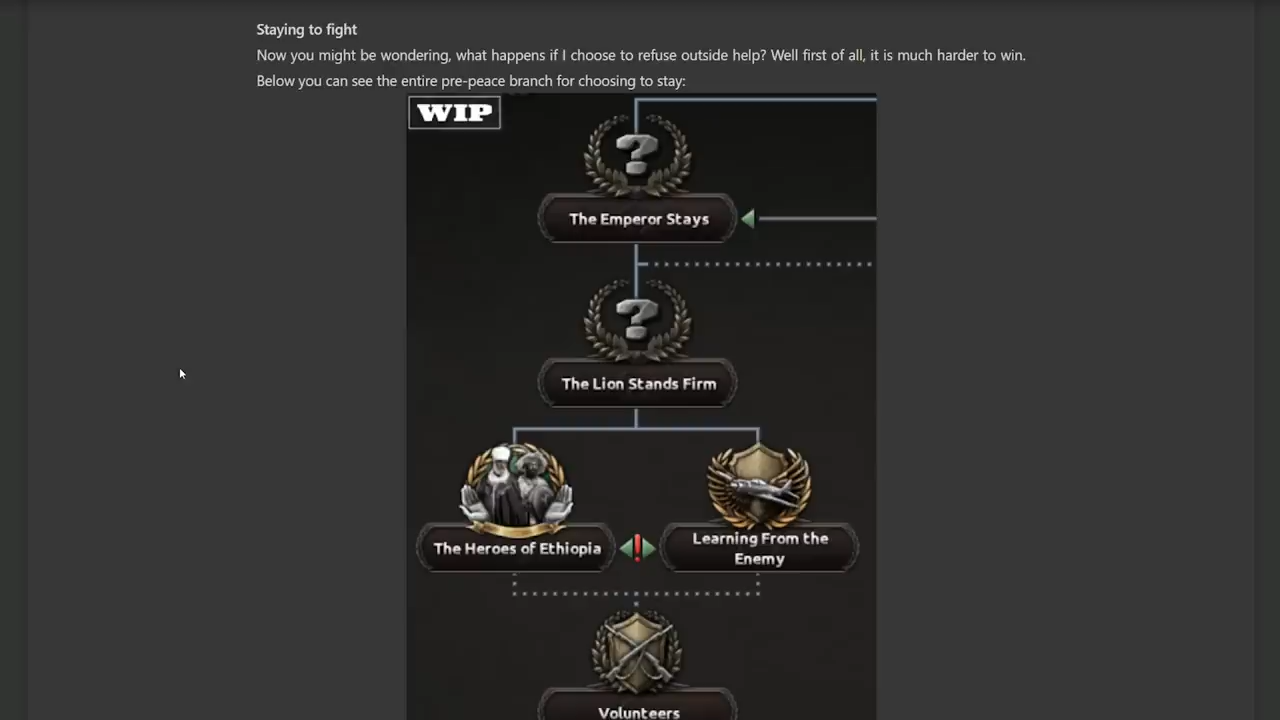 Staying to fight
Now you might be wondering, what happens if I choose to refuse outside help? Well first of all, it is much harder to win.
Below you can see the entire pre-peace branch for choosing to stay:
WIP
?
The Emperor Stays
?
The Lion Stands Firm
The Heroes of Ethiopia
!
Learning From the
Enemy
Volunteers